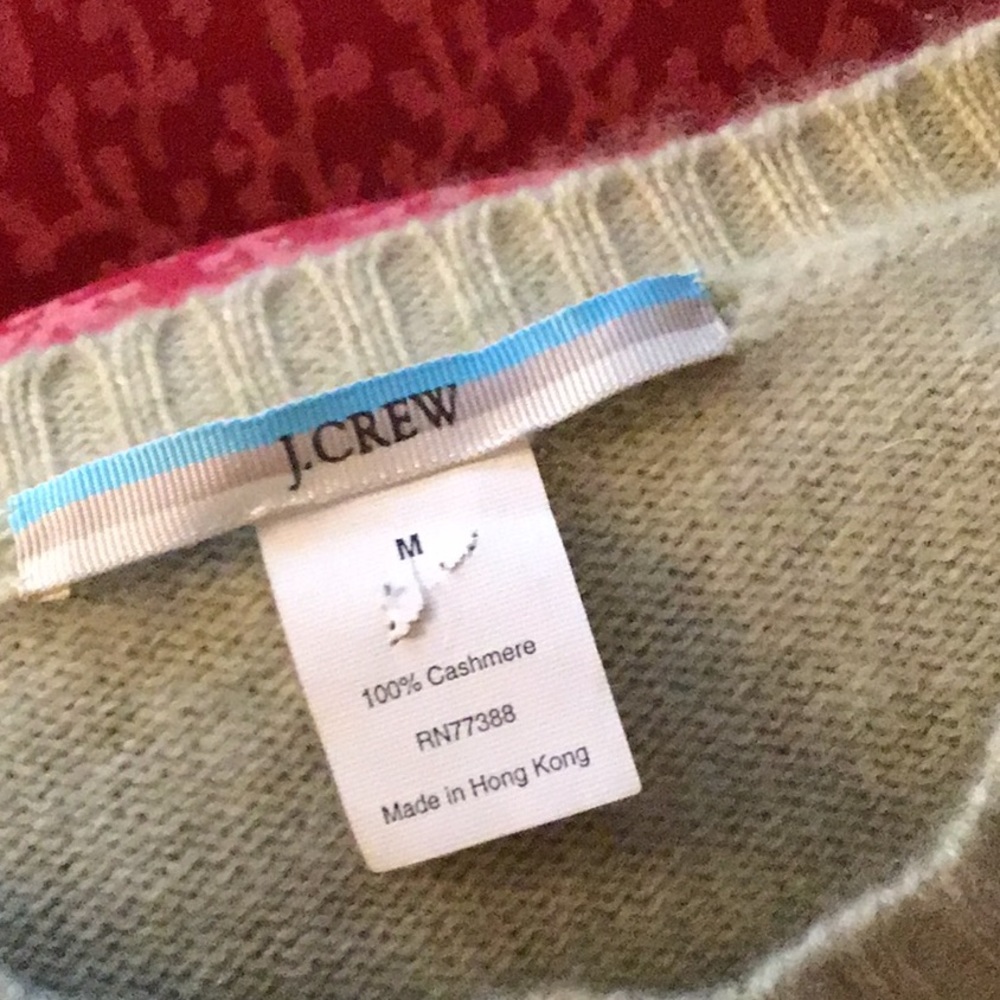 J.CREW
M
100% Cashmere
RN77388
Made in Hong Kong